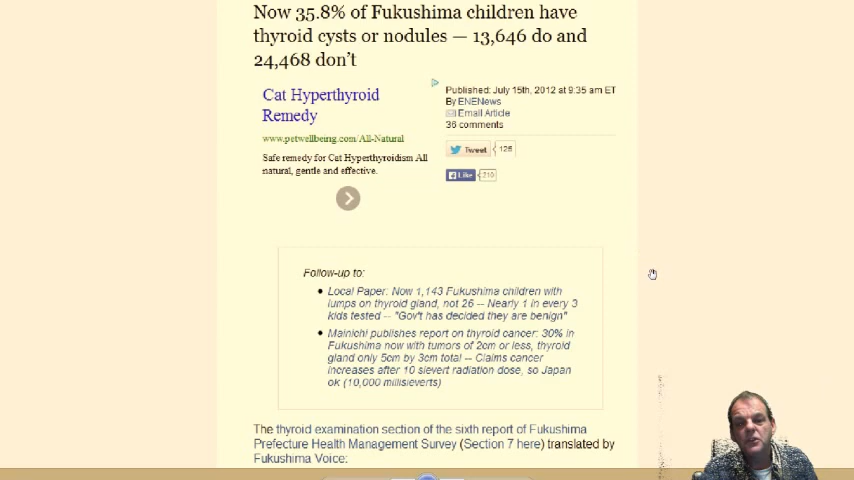 Now 35.8% of Fukushima children have
thyroid cysts or nodules — 13,646 do and
24,468 don't
Cat Hyperthyroid
Remedy
www.petwellbeing.com/All-Natural
Safe remedy for Cat Hyperthyroidism All
natural, gentle and effective.
Published: July 15th, 2012 at 9:35 am ET
By ENENews
Email Article
36 comments
Tweet 126
Like 210
Follow-up to:
Local Paper: Now 1,143 Fukushima children with
lumps on thyroid gland, not 26 -- Nearly 1 in every 3
kids tested -- "Gov't has decided they are benign"
Mainichi publishes report on thyroid cancer: 30% in
Fukushima now with tumors of 2cm or less, thyroid
gland only 5cm by 3cm total -- Claims cancer
increases after 10 sievert radiation dose, so Japan
ok (10,000 millisieverts)
The thyroid examination section of the sixth report of Fukushima
Prefecture Health Management Survey (Section 7 here) translated by
Fukushima Voice: